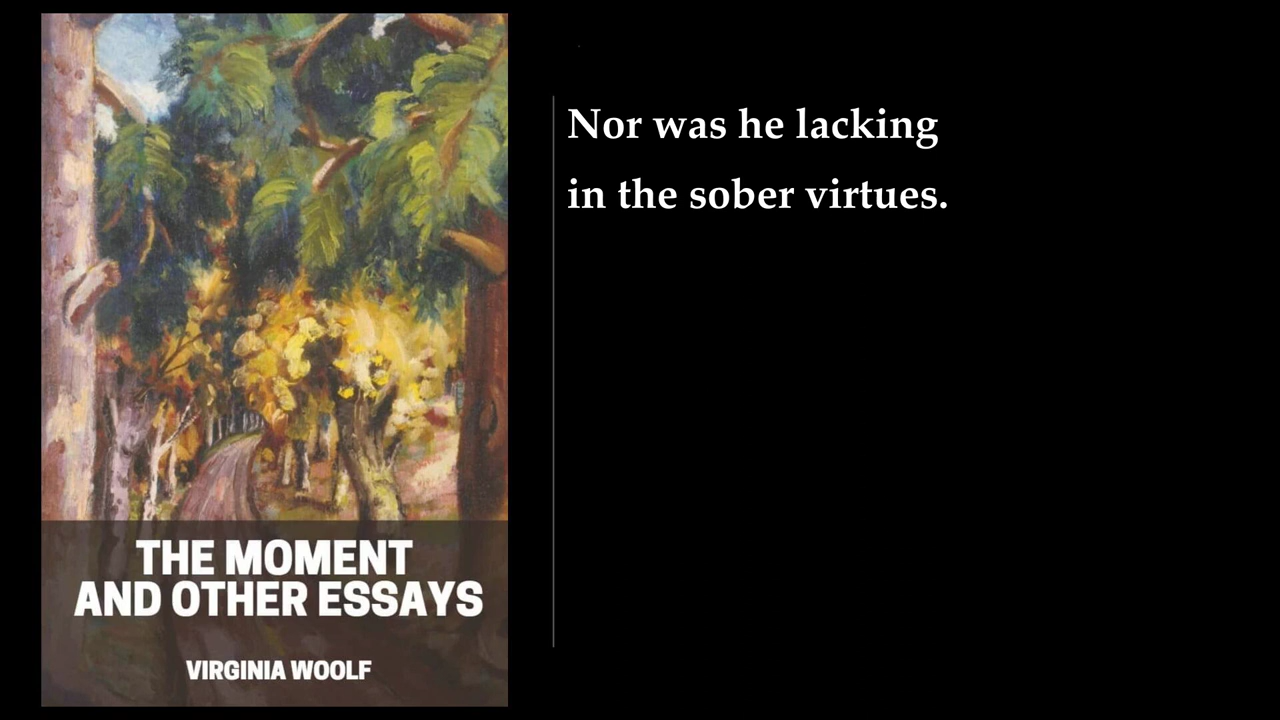 Nor was he lacking
in the sober virtues.
THE MOMENT
AND OTHER ESSAYS
VIRGINIA WOOLF